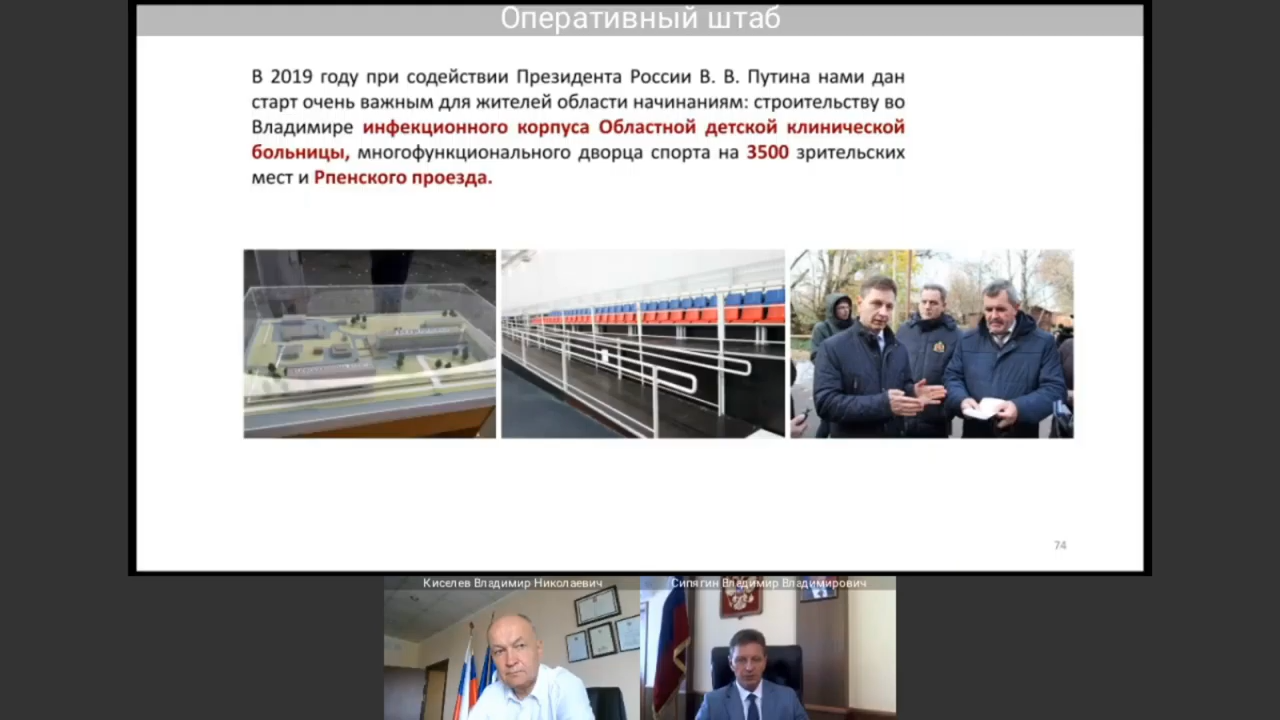 Оперативный штаб
В 2019 году при содействии Президента России В. В. Путина нами дан
старт очень важным для жителей области начинаниям: строительству во
Владимире инфекционного корпуса Областной детской клинической
больницы, многофункционального дворца спорта на 3500 зрительских
мест и Рпенского проезда.
74
Киселев Владимир Николаевич
Сипягин Владимир Владимирович